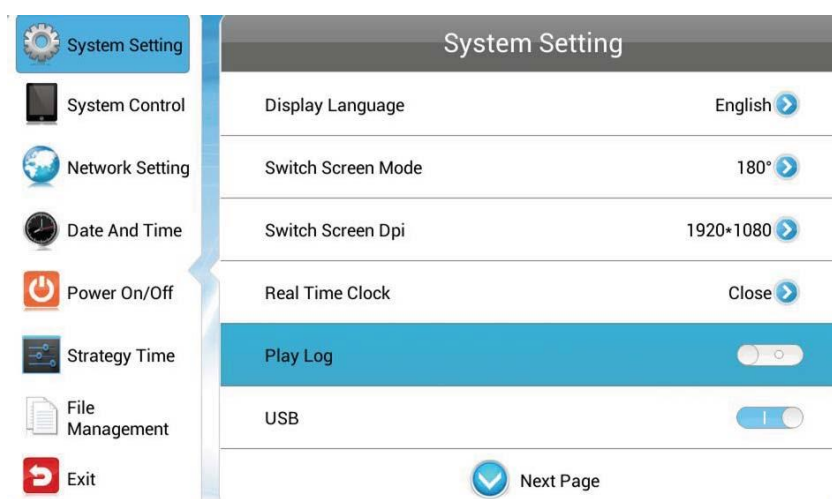 System Setting
System Control
Network Setting
Date And Time
Power On/Off
Strategy Time
File
Management
Exit
System Setting
Display Language English
Switch Screen Mode 180°
Switch Screen Dpi 1920*1080
Real Time Clock Close
Play Log
USB
Next Page